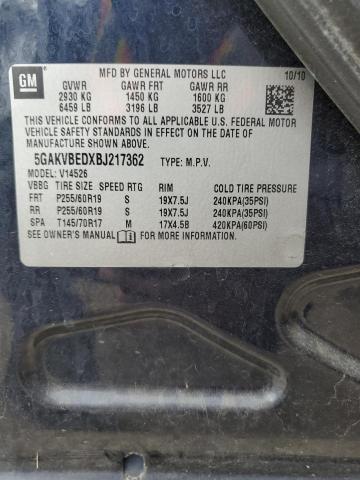 GM
MFD BY GENERAL MOTORS LLC 10/10
GVWR GAWR FRT GAWR RR
2930 KG 1450 KG 1600 KG
6459 LB 3196 LB 3527 LB
THIS VEHICLE CONFORMS TO ALL APPLICABLE U.S. FEDERAL MOTOR
VEHICLE SAFETY STANDARDS IN EFFECT ON THE DATE OF
MANUFACTURE SHOWN ABOVE.
5GAKVBEDXBJ217362 TYPE: M.P.V.
MODEL: V14526
VBBG TIRE SIZE SPEED RTG RIM COLD TIRE PRESSURE
FRT P255/60R19 S 19X7.5J 240KPA(35PSI)
RR P255/60R19 S 19X7.5J 240KPA(35PSI)
SPA T145/70R17 M 17X4.5B 420KPA(60PSI)
SEE OWNER'S MANUAL FOR MORE INFORMATION.